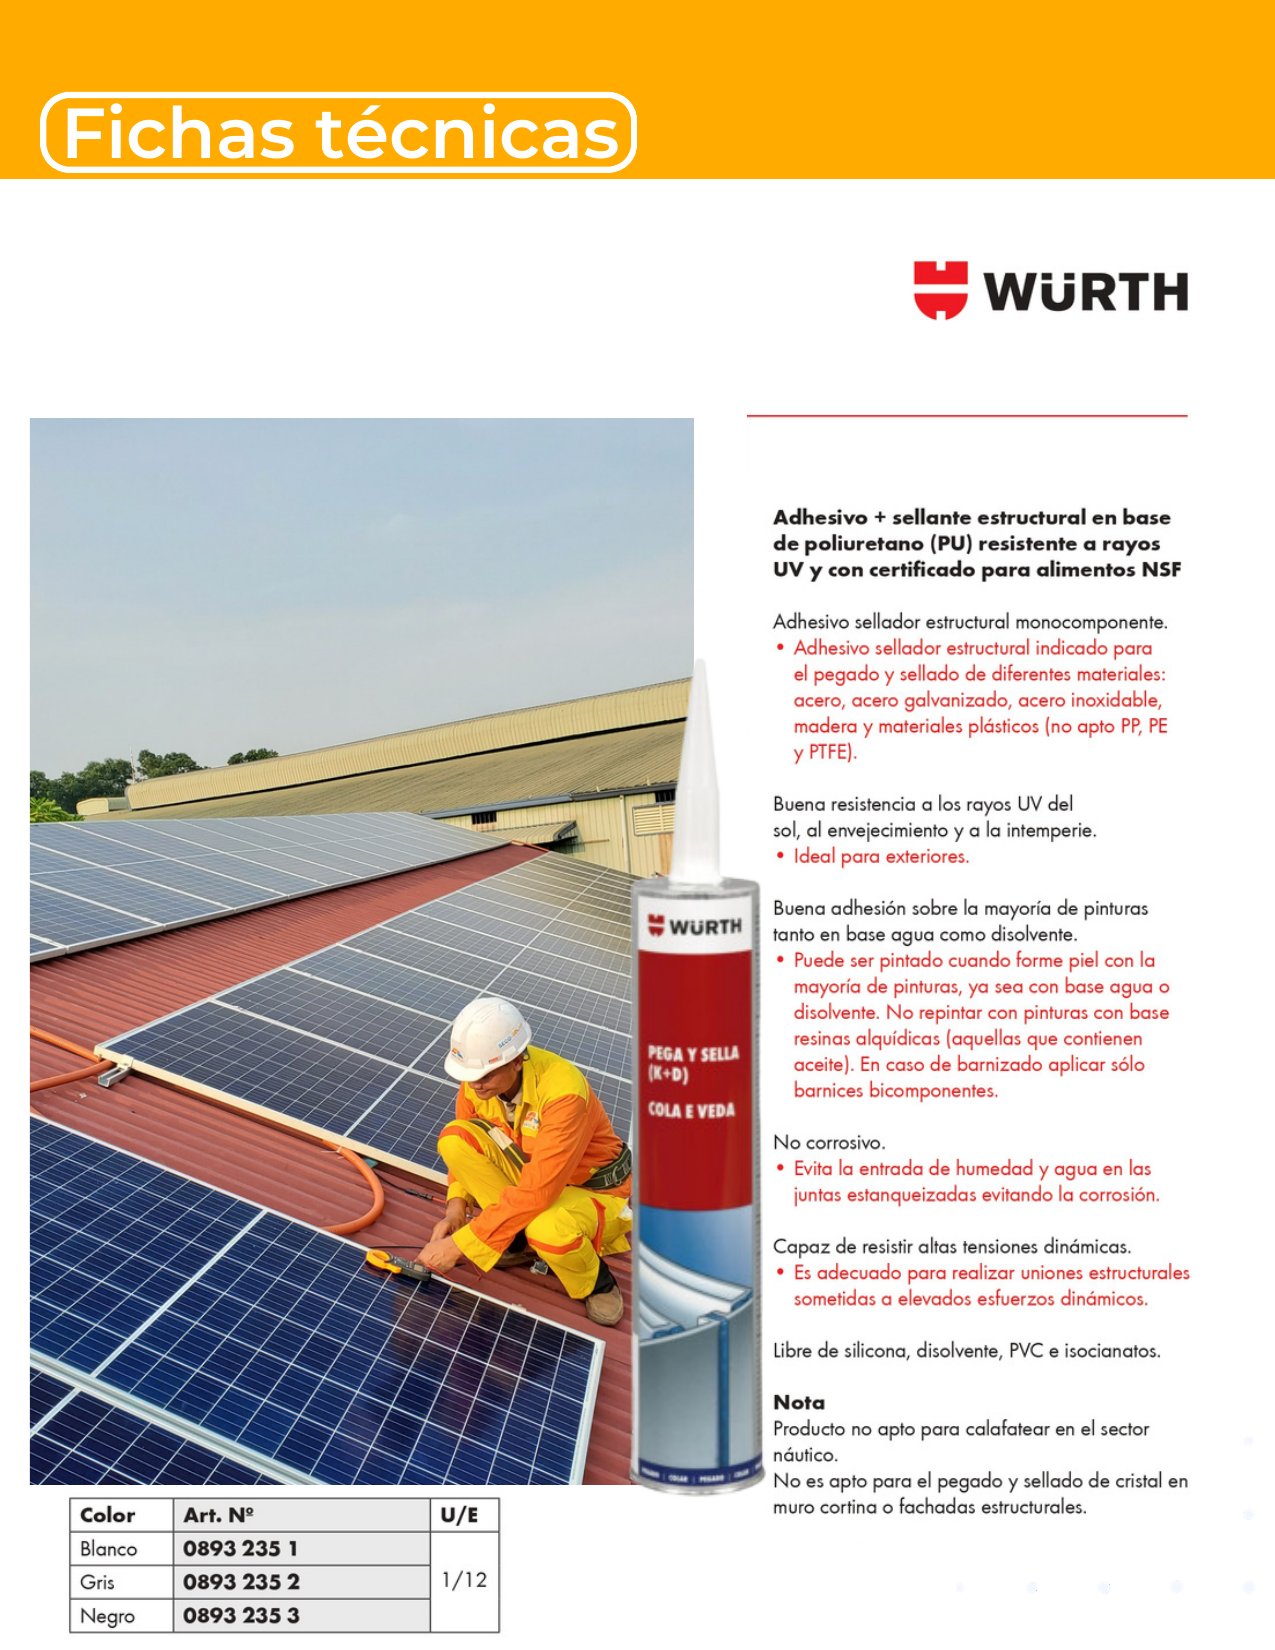 Fichas técnicas
WÜRTH
Adhesivo + sellante estructural en base
de poliuretano (PU) resistente a rayos
UV y con certificado para alimentos NSF
Adhesivo sellador estructural monocomponente.
• Adhesivo sellador estructural indicado para
el pegado y sellado de diferentes materiales:
acero, acero galvanizado, acero inoxidable,
madera y materiales plásticos (no apto PP, PE
y PTFE).
Buena resistencia a los rayos UV del
sol, al envejecimiento y a la intemperie.
• Ideal para exteriores.
Buena adhesión sobre la mayoría de pinturas
tanto en base agua como disolvente.
• Puede ser pintado cuando forme piel con la
mayoría de pinturas, ya sea con base agua o
disolvente. No repintar con pinturas con base
resinas alquídicas (aquellas que contienen
aceite). En caso de barnizado aplicar sólo
barnices bicomponentes.
No corrosivo.
• Evita la entrada de humedad y agua en las
juntas estanqueizadas evitando la corrosión.
Capaz de resistir altas tensiones dinámicas.
• Es adecuado para realizar uniones estructurales
sometidas a elevados esfuerzos dinámicos.
Libre de silicona, disolvente, PVC e isocianatos.
Nota
Producto no apto para calafatear en el sector
náutico.
No es apto para el pegado y sellado de cristal en
muro cortina o fachadas estructurales.
WÜRTH
PEGA Y SELLA
(K+D)
COLA E VEDA
Color Art. Nº U/E
Blanco 0893 235 1
Gris 0893 235 2 1/12
Negro 0893 235 3